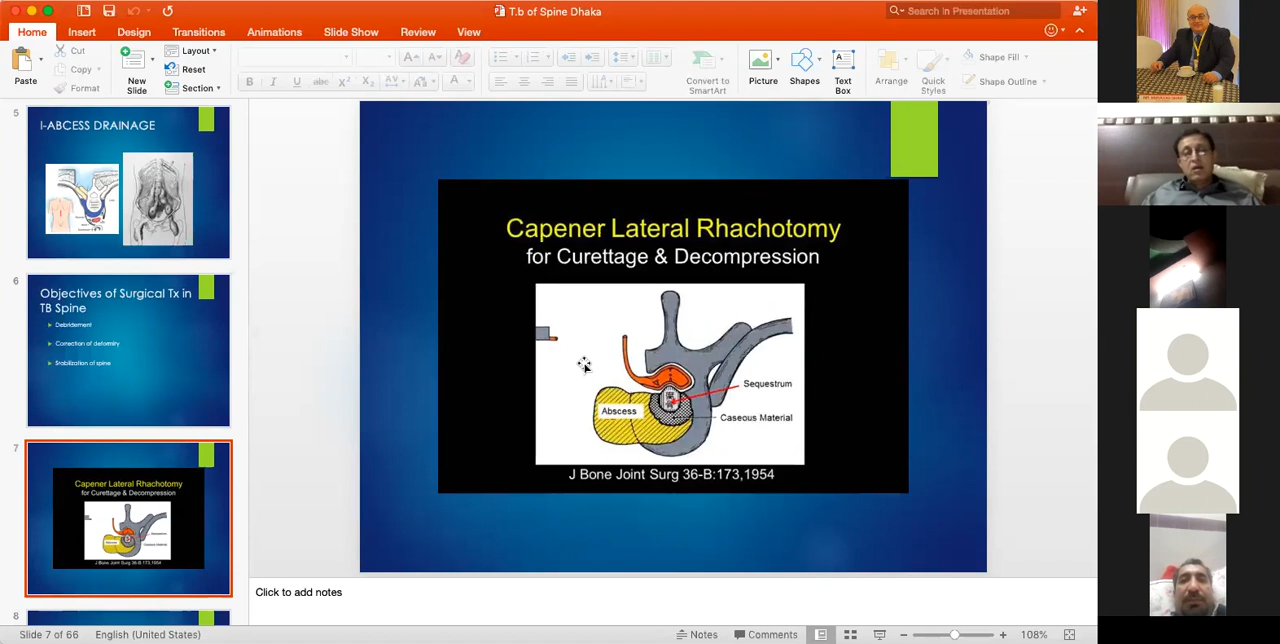 T.b of Spine Dhaka
Search in Presentation
Home
Insert
Design
Transitions
Animations
Slide Show
Review
View
Paste
Cut
Copy
Format
New
Slide
Layout
Reset
Section
B I U abc X₂ X²
Convert to
SmartArt
Picture
Shapes
Text
Box
Arrange
Quick
Styles
Shape Fill
Shape Outline
5
I-ABCESS DRAINAGE
6
Objectives of Surgical Tx in
TB Spine
Debridement
Correction of deformity
Stabilization of spine
7
Capener Lateral Rhachotomy
for Curettage & Decompression
J Bone Joint Surg 36-B:173,1954
8
Capener Lateral Rhachotomy
for Curettage & Decompression
Sequestrum
Abscess
Caseous Material
J Bone Joint Surg 36-B:173,1954
Click to add notes
Slide 7 of 66
English (United States)
Notes
Comments
108%